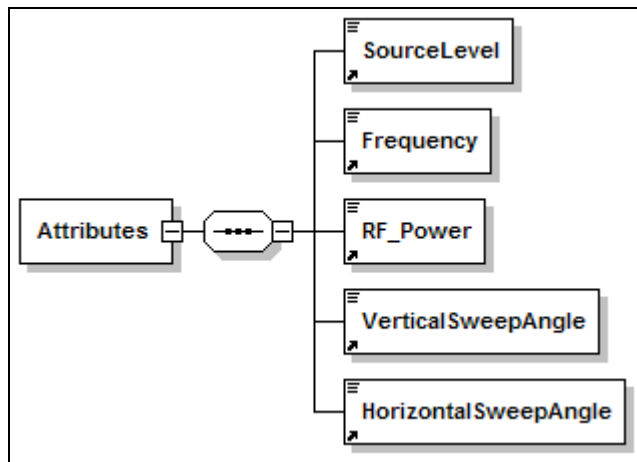 SourceLevel
Frequency
Attributes
RF_Power
VerticalSweepAngle
HorizontalSweepAngle